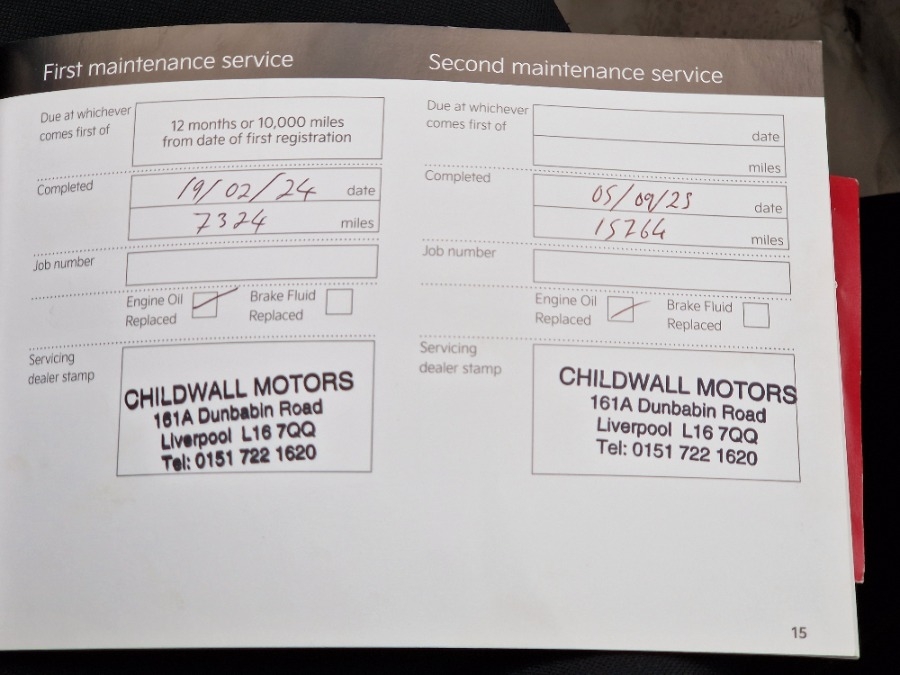 First maintenance service
Due at whichever
comes first of
12 months or 10,000 miles
from date of first registration
Completed
19/02/24 date
7324 miles
Job number
Engine Oil
Replaced
Brake Fluid
Replaced
Servicing
dealer stamp
CHILDWALL MOTORS
161A Dunbabin Road
Liverpool L16 7QQ
Tel: 0151 722 1620
Second maintenance service
Due at whichever
comes first of
date
miles
Completed
05/09/25 date
15264 miles
Job number
Engine Oil
Replaced
Brake Fluid
Replaced
Servicing
dealer stamp
CHILDWALL MOTORS
161A Dunbabin Road
Liverpool L16 7QQ
Tel: 0151 722 1620
15